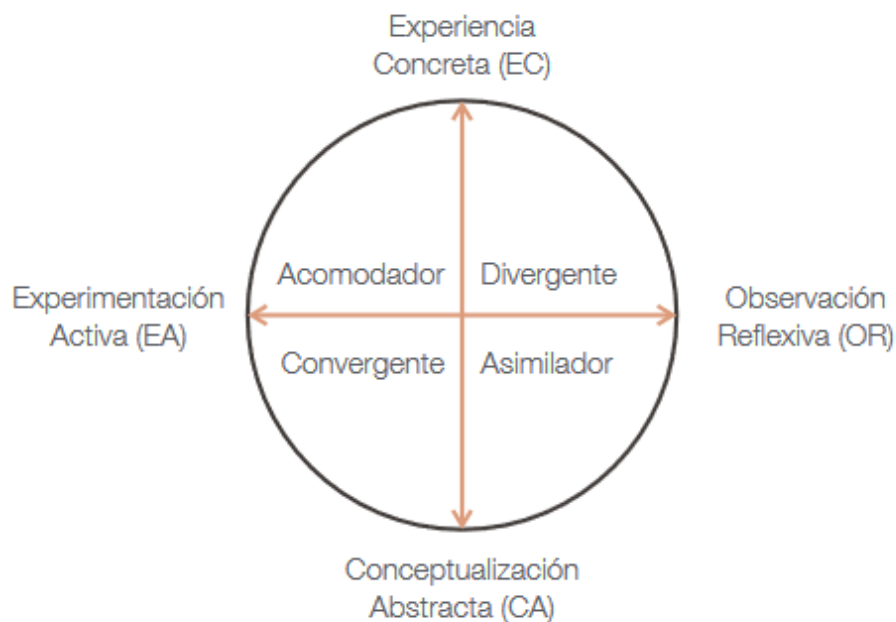 Experiencia
Concreta (EC)
Acomodador
Divergente
Experimentación
Activa (EA)
Observación
Reflexiva (OR)
Convergente
Asimilador
Conceptualización
Abstracta (CA)